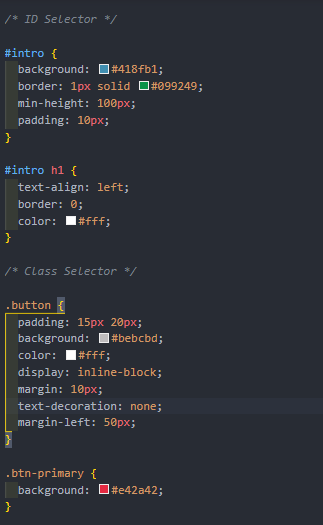 /* ID Selector */
#intro {
background: #418fb1;
border: 1px solid #099249;
min-height: 100px;
padding: 10px;
}
#intro h1 {
text-align: left;
border: 0;
color: #fff;
}
/* Class Selector */
.button {
padding: 15px 20px;
background: #bebcbd;
color: #fff;
display: inline-block;
margin: 10px;
text-decoration: none;
margin-left: 50px;
}
.btn-primary {
background: #e42a42;
}